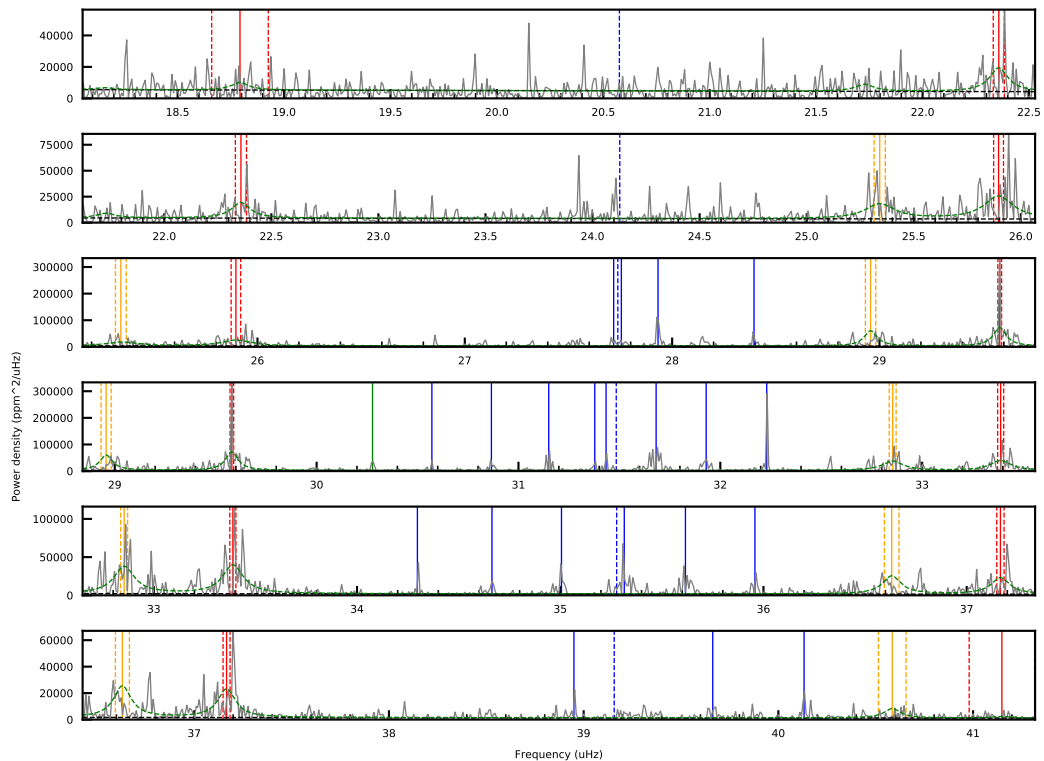 40000
20000
0
18.5 19.0 19.5 20.0 20.5 21.0 21.5 22.0 22.5
75000
50000
25000
0
22.0 22.5 23.0 23.5 24.0 24.5 25.0 25.5 26.0
300000
200000
100000
0
26 27 28 29
Power density (ppm^2/uHz)
300000
200000
100000
0
29 30 31 32 33
100000
50000
0
33 34 35 36 37
60000
40000
20000
0
37 38 39 40 41
Frequency (uHz)